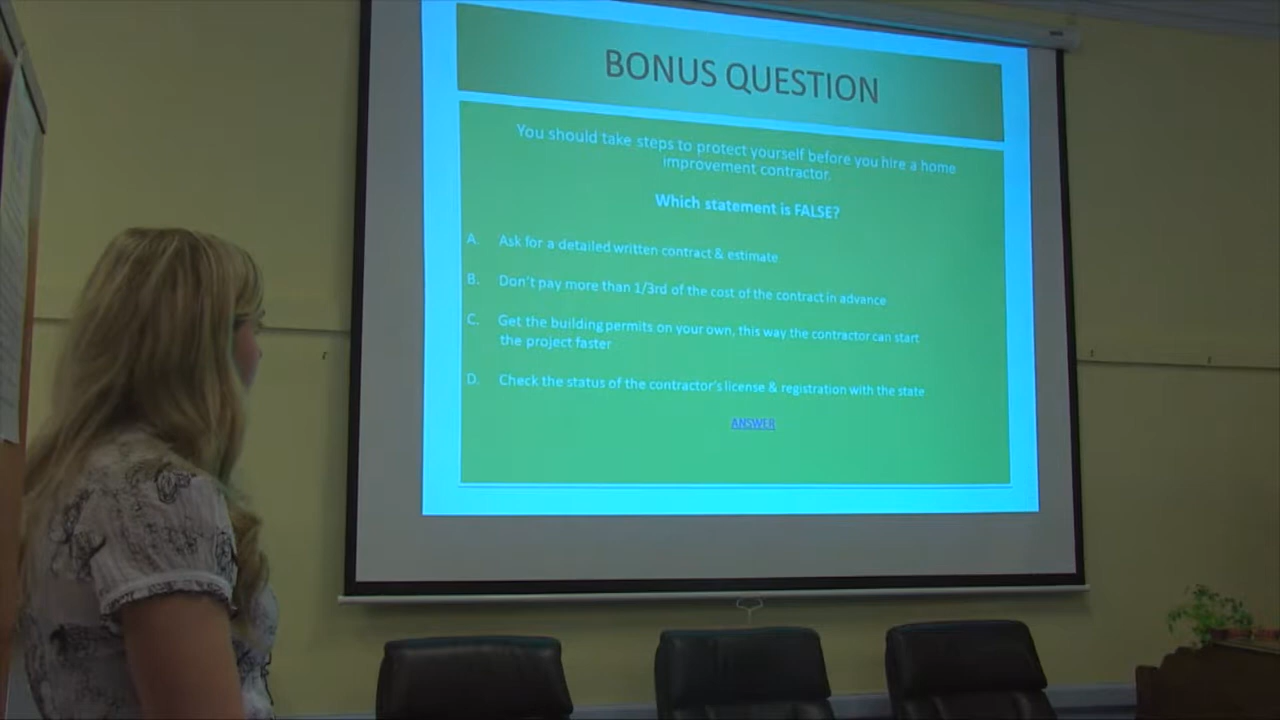 BONUS QUESTION
You should take steps to protect yourself before you hire a home
improvement contractor.
Which statement is FALSE?
A. Ask for a detailed written contract & estimate
B. Don't pay more than 1/3rd of the cost of the contract in advance
C. Get the building permits on your own, this way the contractor can start
the project faster
D. Check the status of the contractor's license & registration with the state
ANSWER